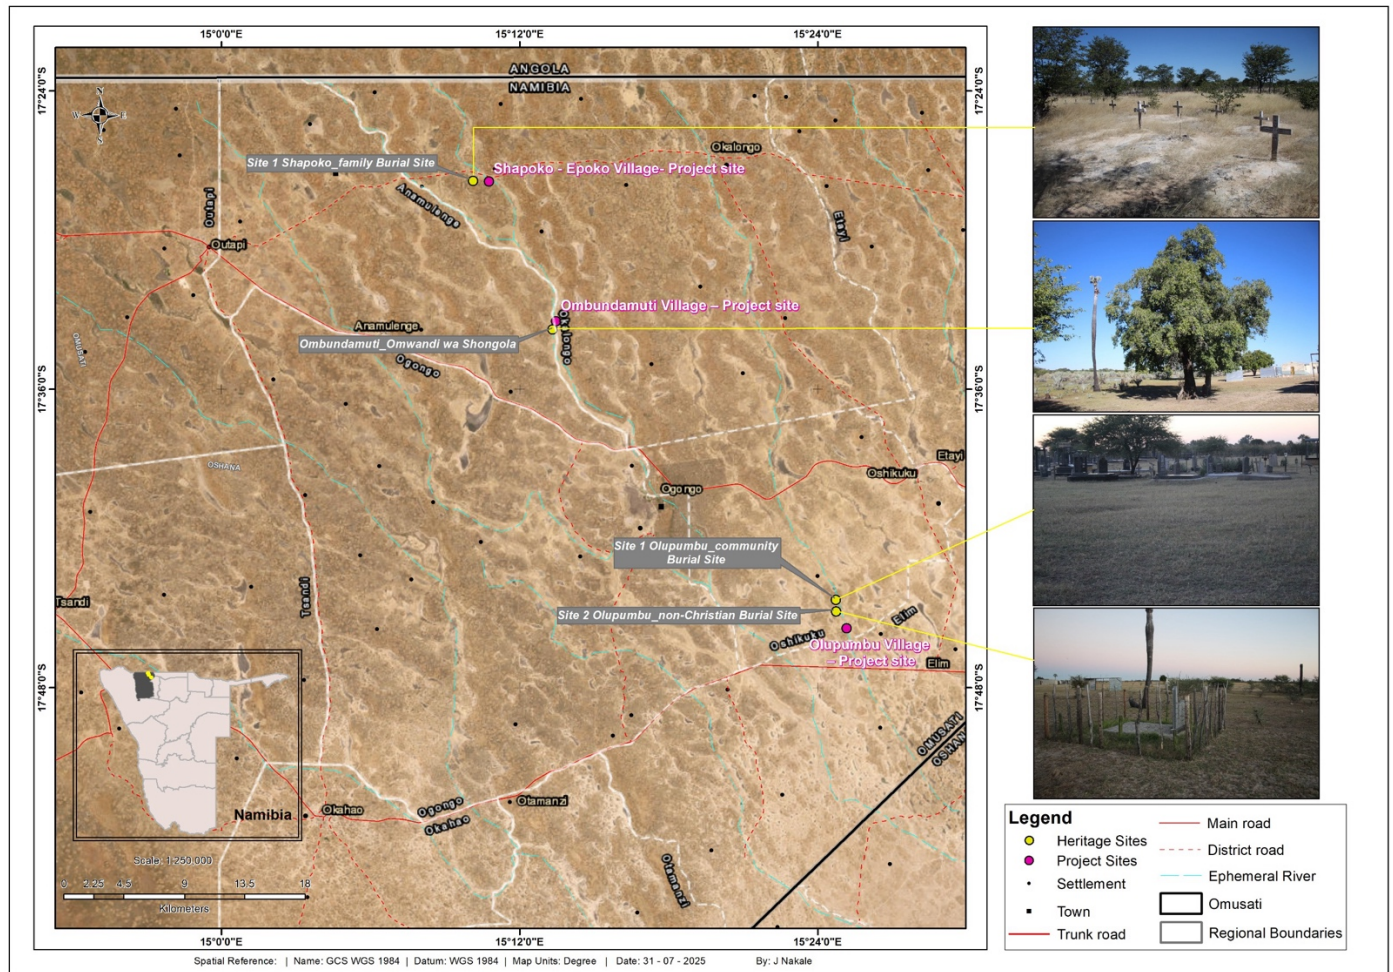 15°0'0"E
15°12'0"E
15°24'0"E
ANGOLA
NAMIBIA
17°24'0"S
17°24'0"S
N
W
E
S
Okalongo
Site 1 Shapoko_family Burial Site
Shapoko - Epoko Village- Project site
Anamulenge
Outapi
Etayi
Outapi
Ombundamuti Village – Project site
Okalongo
Anamulenge
Ombundamuti_Omwandi wa Shongola
OMUSATI
Ogongo
17°36'0"S
17°36'0"S
OSHANA
Etayi
Oshikuku
Ogongo
Site 1 Olupumbu_community
Burial Site
Tsandi
Tsandi
Site 2 Olupumbu_non-Christian Burial Site
Elim
Oshikuku
Olupumbu Village
– Project site
Elim
17°48'0"S
17°48'0"S
OMUSATI
OSHAN
Namibia
Okahao
Ogongo
Okahao
Otamanzi
Otamanzi
Scale: 1:250 000
0 2.25 4.5 9 13.5 18
Kilometers
15°0'0"E
15°12'0"E
15°24'0"E
Legend
Heritage Sites
Project Sites
Settlement
Town
Trunk road
Main road
District road
Ephemeral River
Omusati
Regional Boundaries
Spatial Reference: | Name: GCS WGS 1984 | Datum: WGS 1984 | Map Units: Degree | Date: 31 - 07 - 2025 By: J Nakale